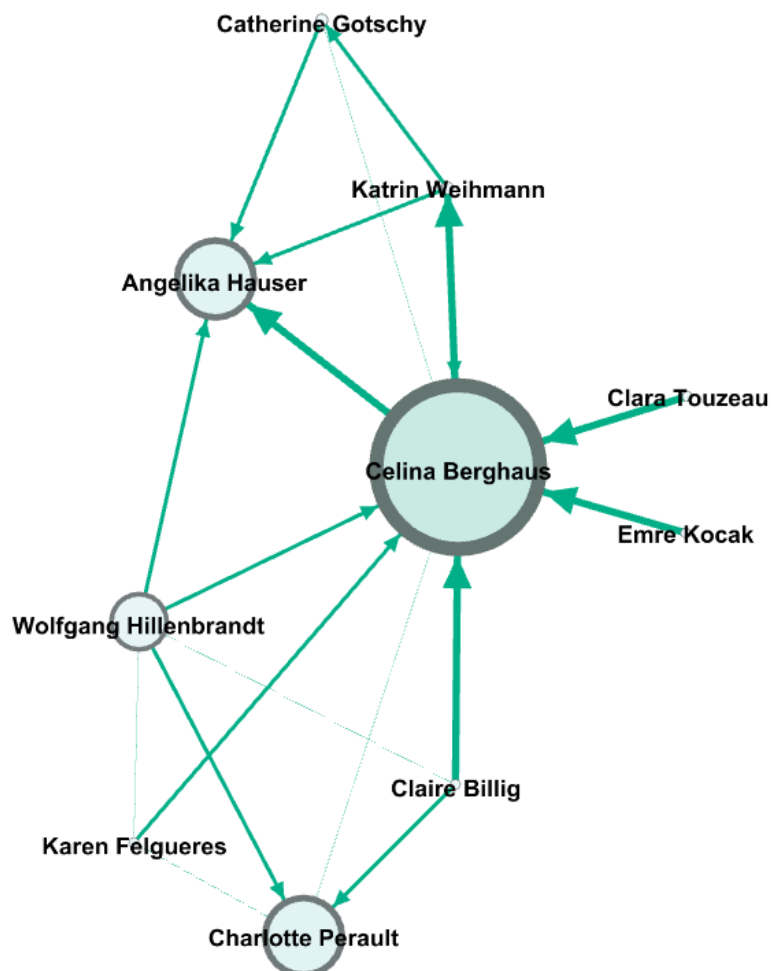 Catherine Gotschy
Katrin Weihmann
Angelika Hauser
Clara Touzeau
Celina Berghaus
Emre Kocak
Wolfgang Hillenbrandt
Claire Billig
Karen Felgueres
Charlotte Perault